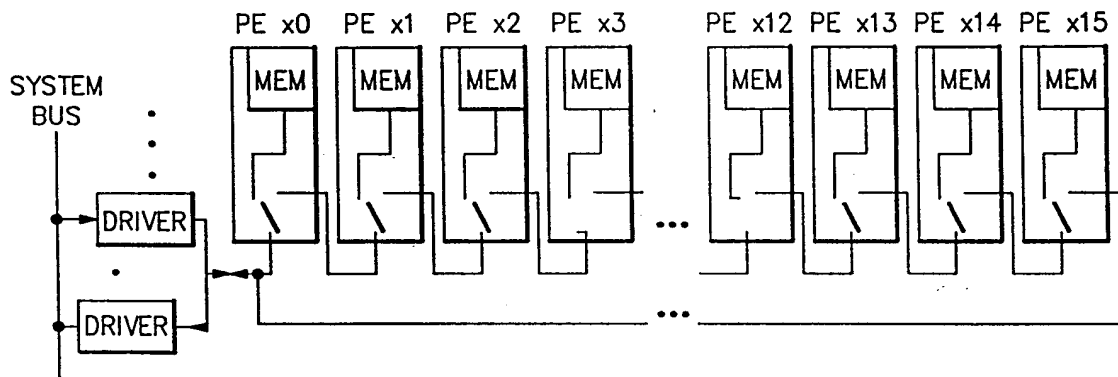 PE x0 PE x1 PE x2 PE x3 PE x12 PE x13 PE x14 PE x15
MEM MEM MEM MEM MEM MEM MEM MEM
SYSTEM
BUS
DRIVER
DRIVER